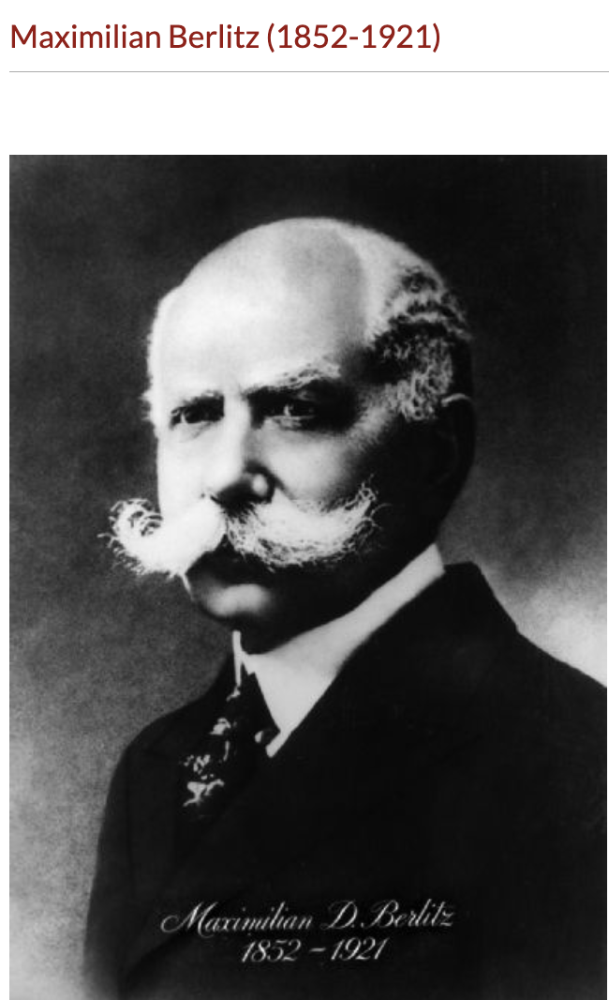 Maximilian Berlitz (1852-1921)
Maximilian D. Berlitz
1852 – 1921